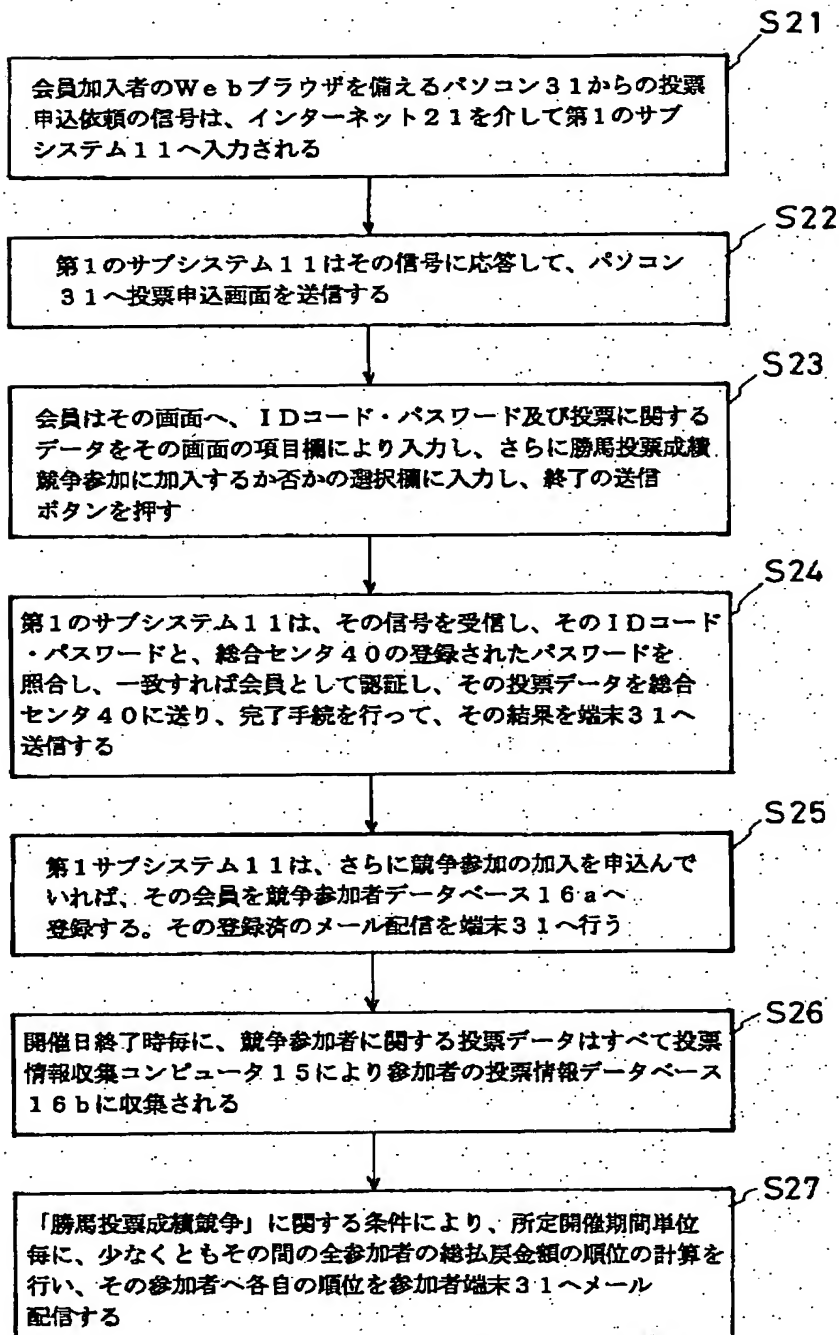 S21
会員加入者のWebブラウザを備えるパソコン31からの投票
申込依頼の信号は、インターネット21を介して第1のサブ
システム11へ入力される
S22
第1のサブシステム11はその信号に応答して、パソコン
31へ投票申込画面を送信する
S23
会員はその画面へ、IDコード・パスワード及び投票に関する
データをその画面の項目欄により入力し、さらに勝馬投票成績
競争参加に加入するか否かの選択欄に入力し、終了の送信
ボタンを押す
S24
第1のサブシステム11は、その信号を受信し、そのIDコード
・パスワードと、総合センタ40の登録されたパスワードを
照合し、一致すれば会員として認証し、その投票データを総合
センタ40に送り、完了手続を行って、その結果を端末31へ
送信する
S25
第1サブシステム11は、さらに競争参加の加入を申込んで
いれば、その会員を競争参加者データベース16aへ
登録する。その登録済のメール配信を端末31へ行う
S26
開催日終了時毎に、競争参加者に関する投票データはすべて投票
情報収集コンピュータ15により参加者の投票情報データベース
16bに収集される
S27
「勝馬投票成績競争」に関する条件により、所定開催期間単位
毎に、少なくともその間の全参加者の総払戻金額の順位の計算を
行い、その参加者へ各自の順位を参加者端末31へメール
配信する